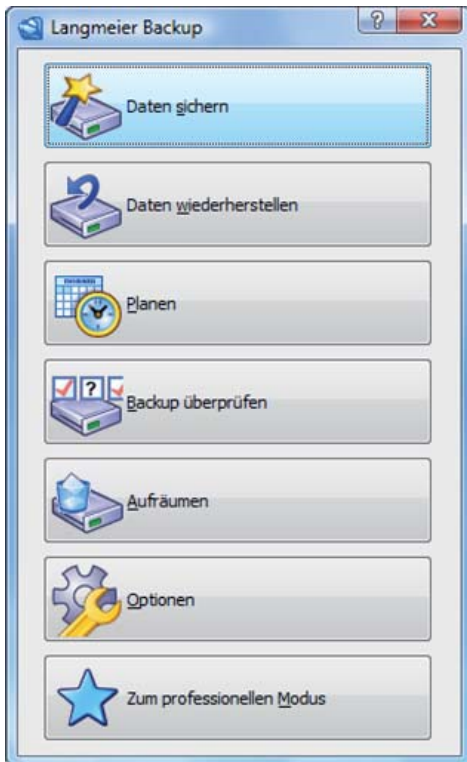 Langmeier Backup
Daten sichern
Daten wiederherstellen
Planen
Backup überprüfen
Aufräumen
Optionen
Zum professionellen Modus